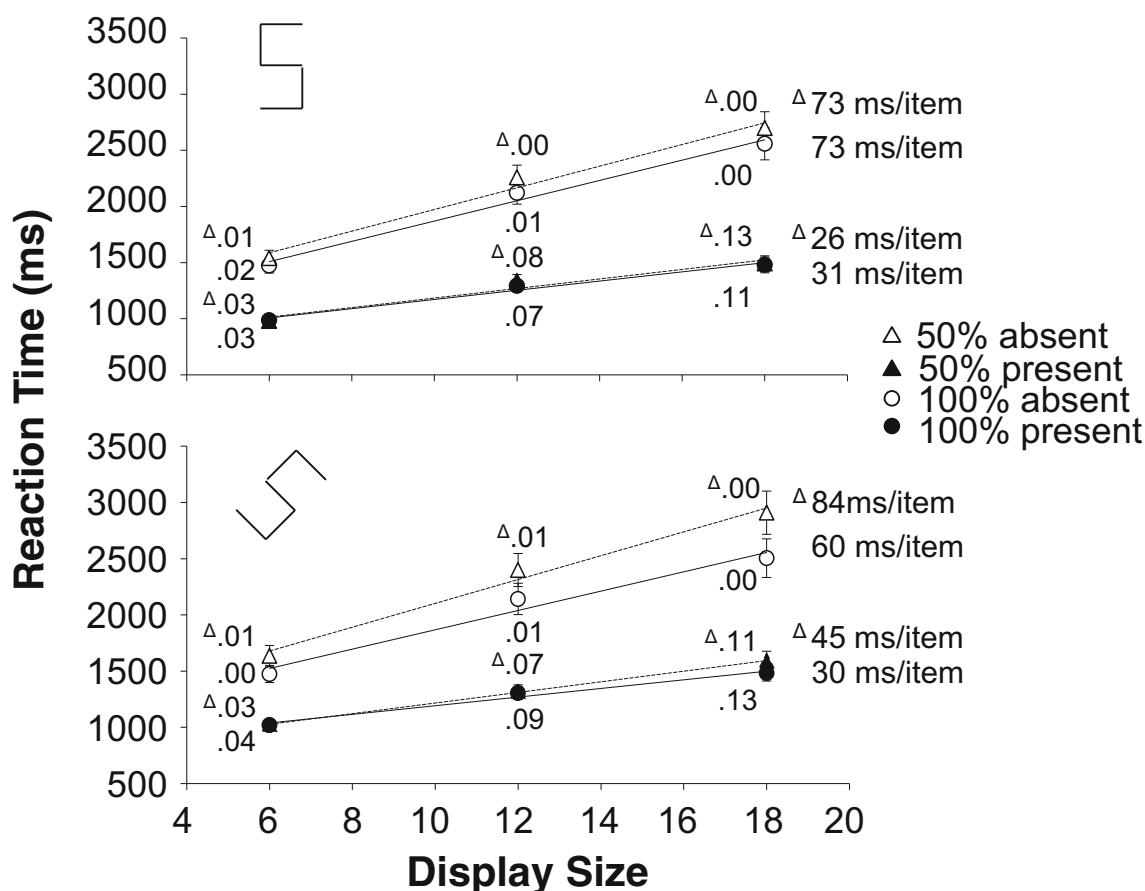 3500
3000
2500
2000
1500
1000
500
Δ.01
.02
Δ.03
.03
Δ.00
.01
Δ.08
.07
Δ.00
.00
Δ.13
.11
Δ 73 ms/item
73 ms/item
Δ 26 ms/item
31 ms/item
Reaction Time (ms)
50% absent
50% present
100% absent
100% present
3500
3000
2500
2000
1500
1000
500
Δ.01
.00
Δ.03
.04
Δ.01
.01
Δ.07
.09
Δ.00
.00
Δ.11
.13
Δ 84ms/item
60 ms/item
Δ 45 ms/item
30 ms/item
4 6 8 10 12 14 16 18 20
Display Size